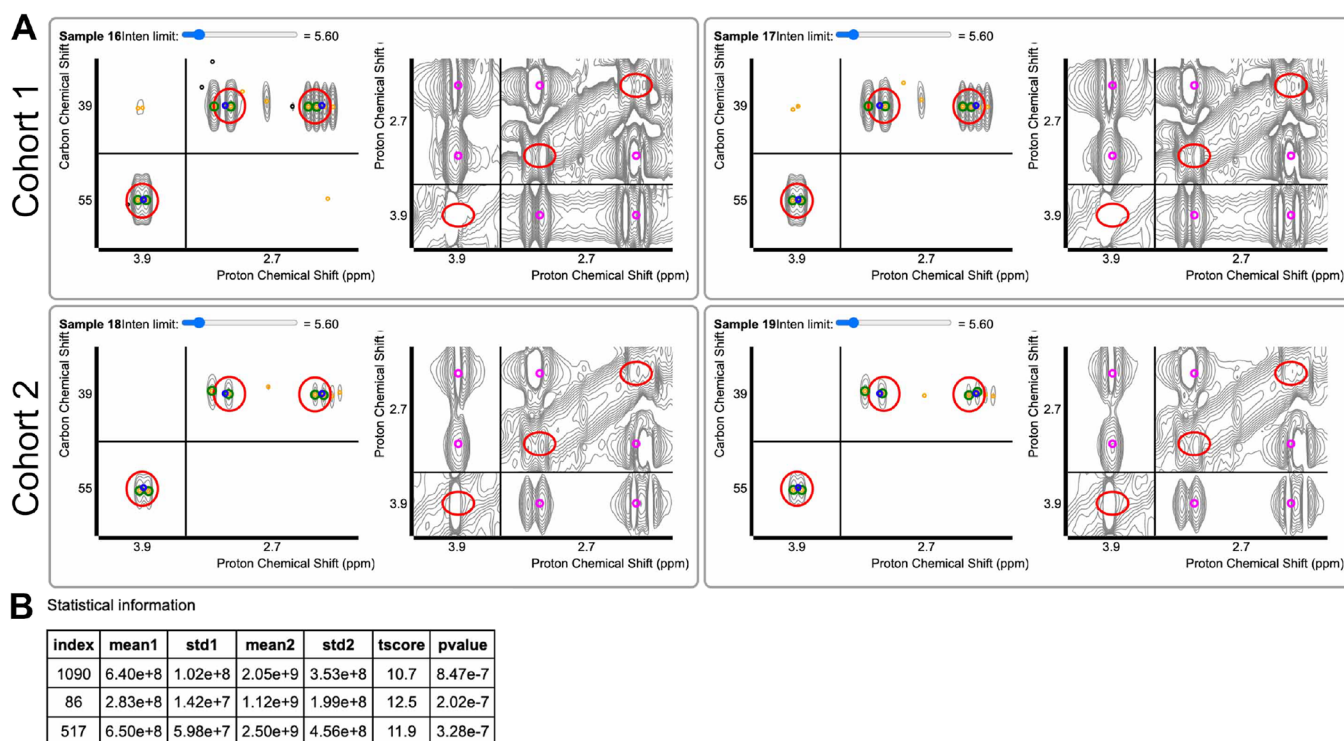 A
Cohort 1
Sample 16Inten limit: = 5.60
Carbon Chemical Shift
39
55
3.9
2.7
Proton Chemical Shift (ppm)
Proton Chemical Shift (
2.7
3.9
3.9
2.7
Proton Chemical Shift (ppm)
Sample 17Inten limit: = 5.60
Carbon Chemical Shift
39
55
3.9
2.7
Proton Chemical Shift (ppm)
Proton Chemical Shift (
2.7
3.9
3.9
2.7
Proton Chemical Shift (ppm)
Cohort 2
Sample 18Inten limit: = 5.60
Carbon Chemical Shift
39
55
3.9
2.7
Proton Chemical Shift (ppm)
Proton Chemical Shift (
2.7
3.9
3.9
2.7
Proton Chemical Shift (ppm)
Sample 19Inten limit: = 5.60
Carbon Chemical Shift
39
55
3.9
2.7
Proton Chemical Shift (ppm)
Proton Chemical Shift (
2.7
3.9
3.9
2.7
Proton Chemical Shift (ppm)
B Statistical information
index mean1 std1 mean2 std2 tscore pvalue
1090 6.40e+8 1.02e+8 2.05e+9 3.53e+8 10.7 8.47e-7
86 2.83e+8 1.42e+7 1.12e+9 1.99e+8 12.5 2.02e-7
517 6.50e+8 5.98e+7 2.50e+9 4.56e+8 11.9 3.28e-7